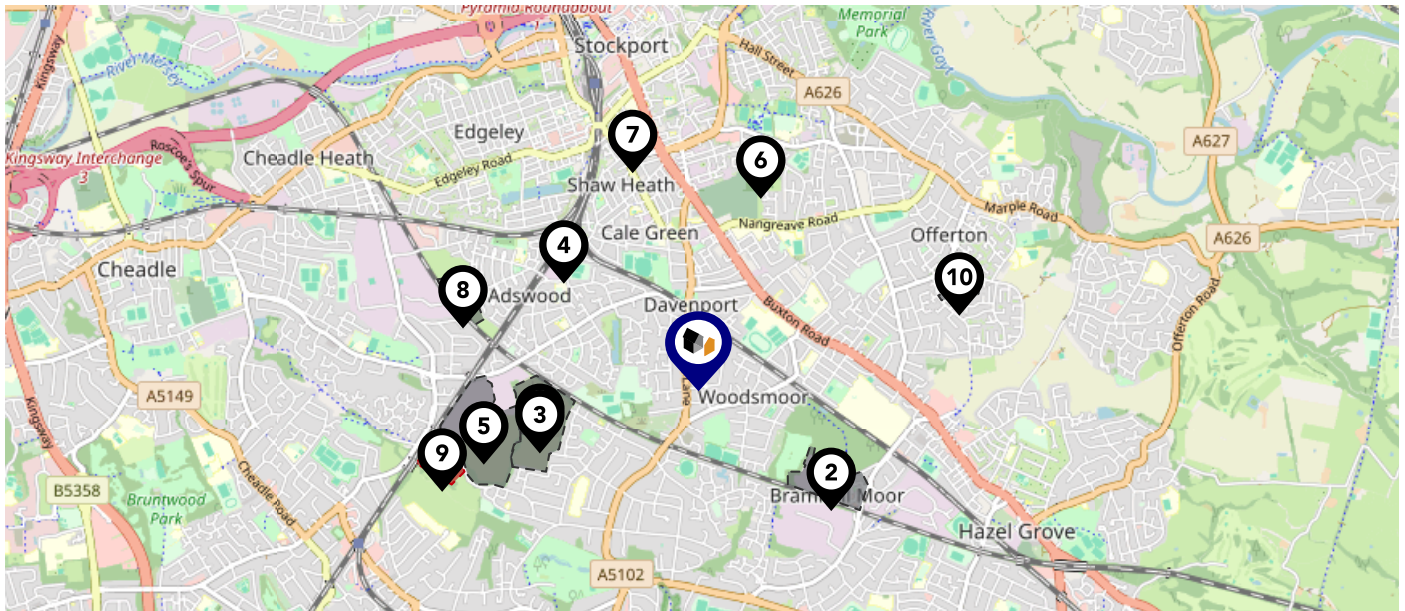 Pyramid Roundabout
Kingsway
River Mersey
Stockport
Hall Street
Memorial
Park
River Goyt
A626
A627
Edgeley
7
6
Kingsway Interchange
3
Roscoe's Spur
Cheadle Heath
Edgeley Road
Shaw Heath
Nangreave Road
Marple Road
Cale Green
Offerton
A626
4
Cheadle
8
Adswood
10
Davenport
Buxton Road
Offerton Road
A5149
Lane
Woodsmoor
Kingsway
3
5
9
2
Cheadle Road
B5358
Bruntwood
Park
Bramhall Moor
Hazel Grove
A5102